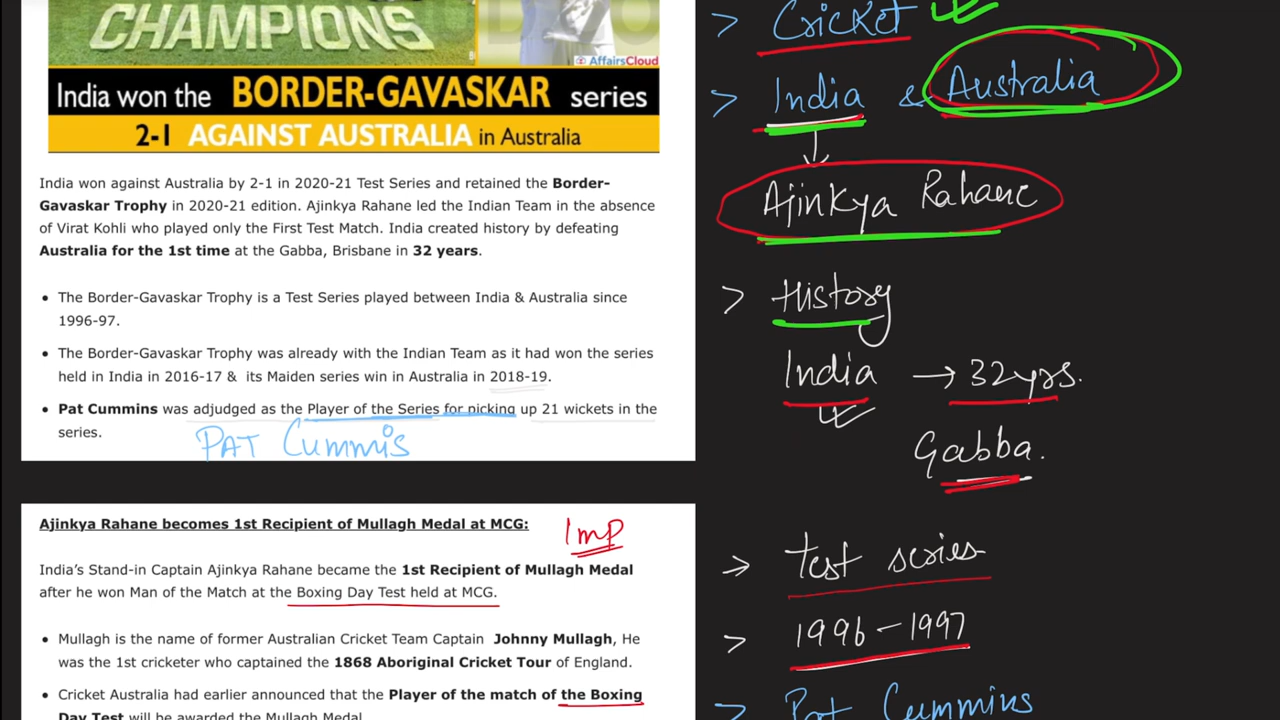 CHAMPIONS
AffairsCloud
India won the BORDER-GAVASKAR series
2-1 AGAINST AUSTRALIA in Australia
India won against Australia by 2-1 in 2020-21 Test Series and retained the Border-
Gavaskar Trophy in 2020-21 edition. Ajinkya Rahane led the Indian Team in the absence
of Virat Kohli who played only the First Test Match. India created history by defeating
Australia for the 1st time at the Gabba, Brisbane in 32 years.
• The Border-Gavaskar Trophy is a Test Series played between India & Australia since
1996-97.
• The Border-Gavaskar Trophy was already with the Indian Team as it had won the series
held in India in 2016-17 & its Maiden series win in Australia in 2018-19.
• Pat Cummins was adjudged as the Player of the Series for picking up 21 wickets in the
series.
PAT Cummis
Ajinkya Rahane becomes 1st Recipient of Mullagh Medal at MCG:
Imp
India's Stand-in Captain Ajinkya Rahane became the 1st Recipient of Mullagh Medal
after he won Man of the Match at the Boxing Day Test held at MCG.
• Mullagh is the name of former Australian Cricket Team Captain Johnny Mullagh, He
was the 1st cricketer who captained the 1868 Aboriginal Cricket Tour of England.
• Cricket Australia had earlier announced that the Player of the match of the Boxing
Day Test will be awarded the Mullagh Medal
> Cricket
> India & Australia
Ajinkya Rahane
> History
India → 32yrs.
Gabba.
→ test series
> 1996-1997
> Pat Cummins